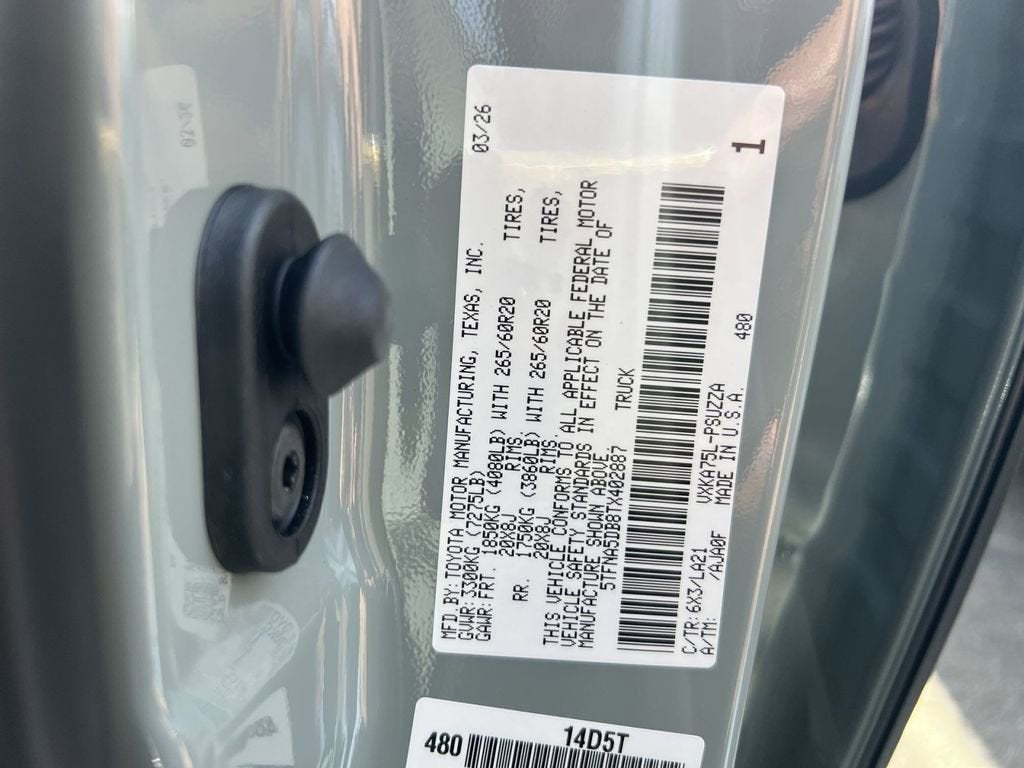 MFD BY: TOYOTA MOTOR MANUFACTURING, TEXAS, INC. 03/26
GVWR: 3300KG (7275LB)
GAWR: FRT. 1850KG (4080LB) WITH 265/60R20 TIRES,
20X8J RIMS
RR. 1750KG (3860LB) WITH 265/60R20 TIRES,
20X8J RIMS.
THIS VEHICLE CONFORMS TO ALL APPLICABLE FEDERAL MOTOR
VEHICLE SAFETY STANDARDS IN EFFECT ON THE DATE OF
MANUFACTURE SHOWN ABOVE.
5TFNA5DB8TX402887 TRUCK
C/TR: 6X3/LA21 VXKA75L-PSUZZA 480 1
A/TM: /AJA0F MADE IN U.S.A.
14D5T
480